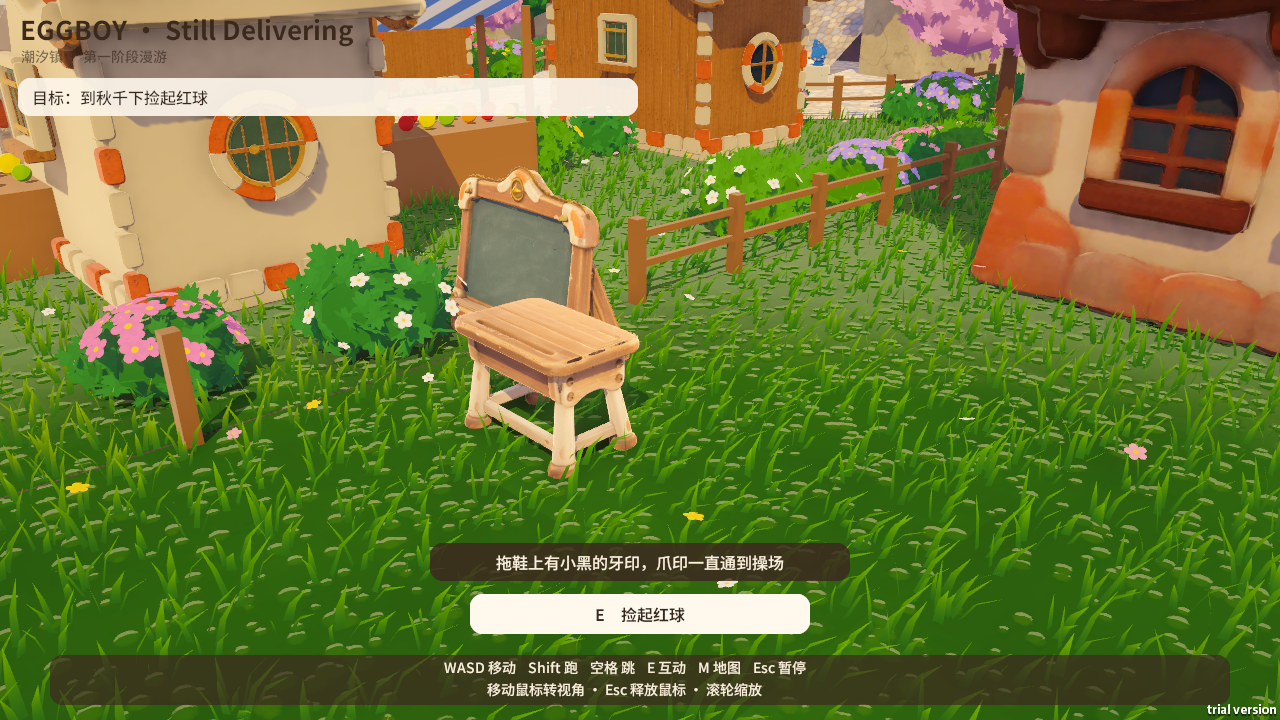 EGGBOY · Still Delivering
潮汐镇 第一阶段漫游
目标：到秋千下捡起红球
拖鞋上有小黑的牙印，爪印一直通到操场
E 捡起红球
WASD 移动 Shift 跑 空格 跳 E 互动 M 地图 Esc 暂停
移动鼠标转视角 · Esc 释放鼠标 · 滚轮缩放
trial version